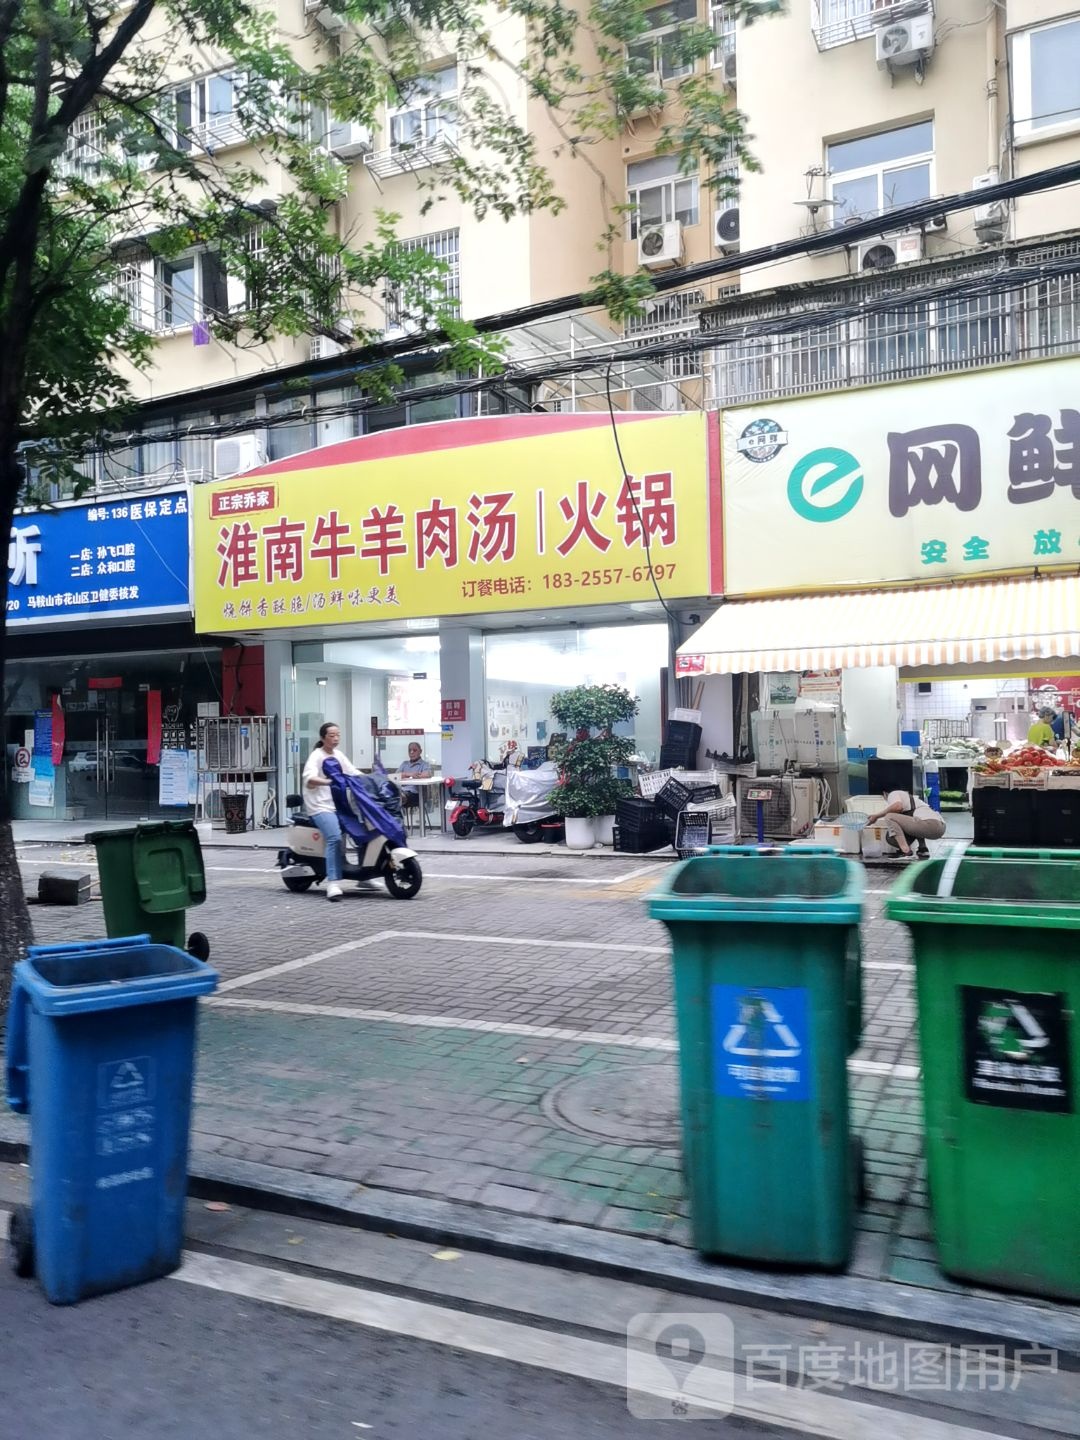 所
编号: 136 医保定点
一店: 孙飞口腔
二店: 众和口腔
马鞍山市花山区卫健委核发
正宗乔家
淮南牛羊肉汤|火锅
烧饼香酥脆/汤鲜味更美
订餐电话: 183-2557-6797
e网鲜
e网鲜
安全 放
百度地图用户